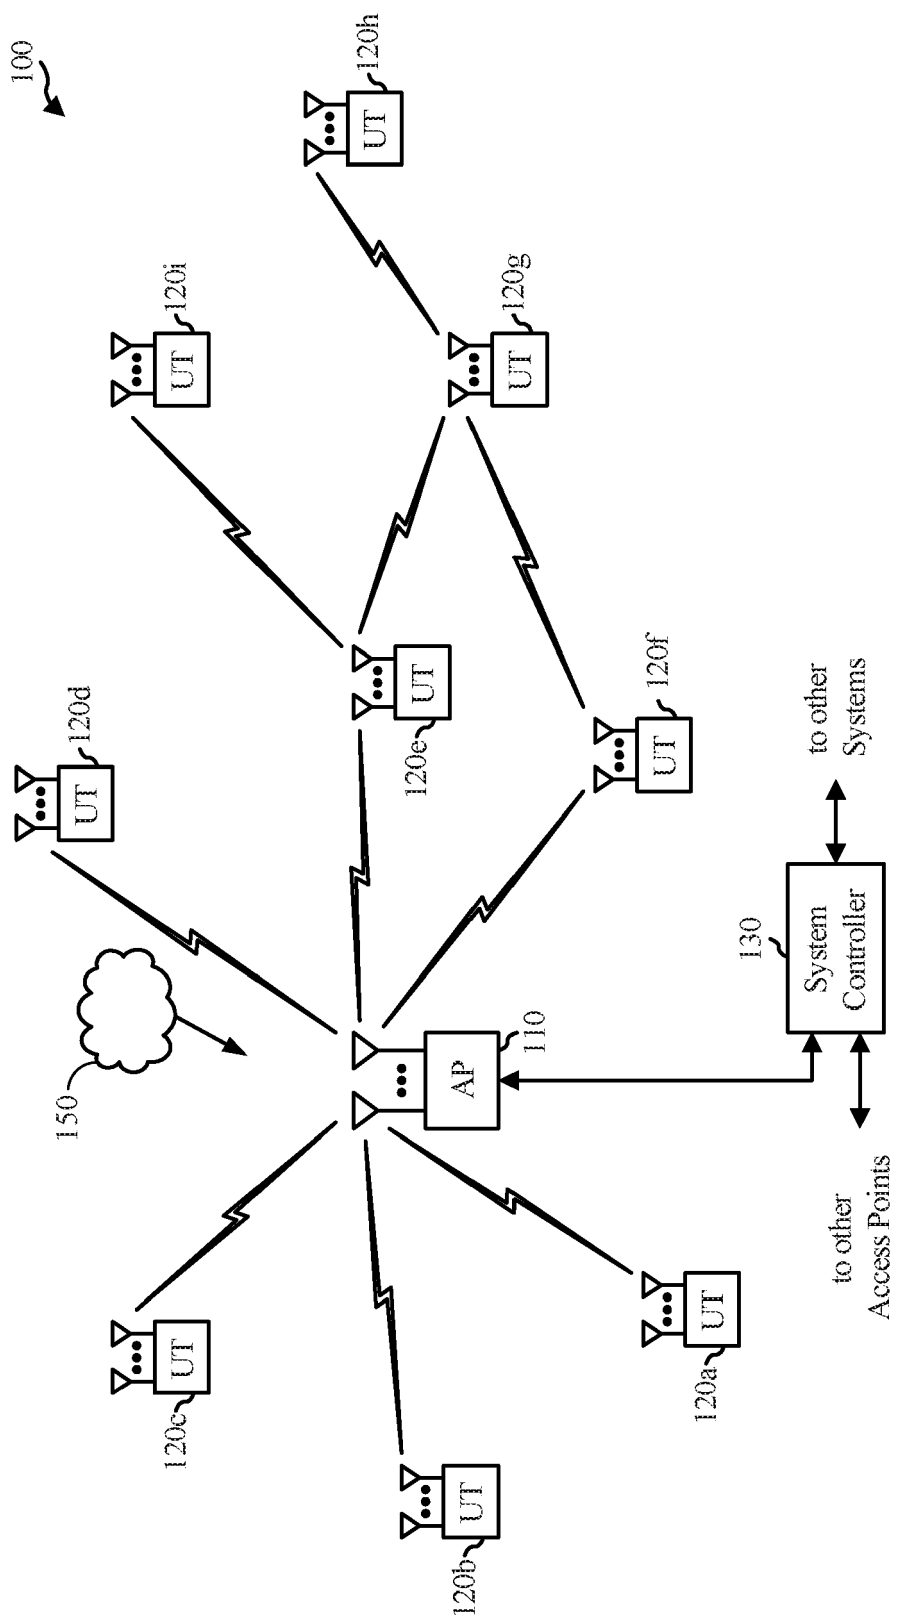 100
120h
UT
120i
UT
120g
UT
120d
UT
UT
120e
120f
UT
150
AP
110
120c
UT
UT
120b
UT
120a
130
System
Controller
to other
Systems
to other
Access Points